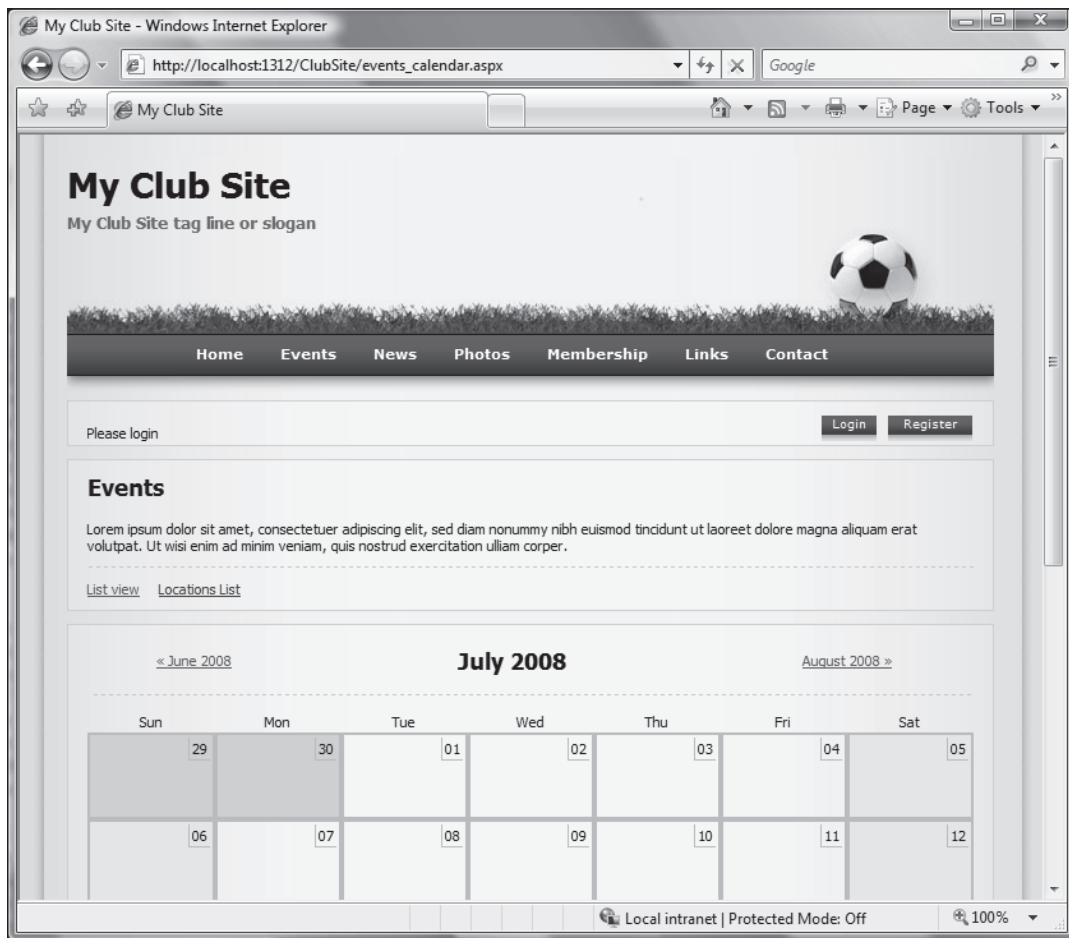 My Club Site - Windows Internet Explorer
http://localhost:1312/ClubSite/events_calendar.aspx
Google
My Club Site
Page
Tools
My Club Site
My Club Site tag line or slogan
Home Events News Photos Membership Links Contact
Please login
Login Register
Events
Lorem ipsum dolor sit amet, consectetuer adipiscing elit, sed diam nonummy nibh euismod tincidunt ut laoreet dolore magna aliquam erat
volutpat. Ut wisi enim ad minim veniam, quis nostrud exercitation ulliam corper.
List view Locations List
« June 2008 July 2008 August 2008 »
Sun Mon Tue Wed Thu Fri Sat
29 30 01 02 03 04 05
06 07 08 09 10 11 12
Local intranet | Protected Mode: Off 100%